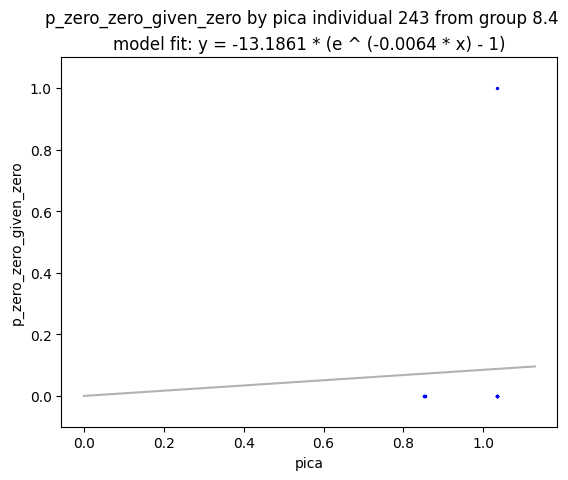 p_zero_zero_given_zero by pica individual 243 from group 8.4
model fit: y = -13.1861 * (e ^ (-0.0064 * x) - 1)
1.0
0.8
0.6
0.4
0.2
0.0
p_zero_zero_given_zero
0.0 0.2 0.4 0.6 0.8 1.0
pica